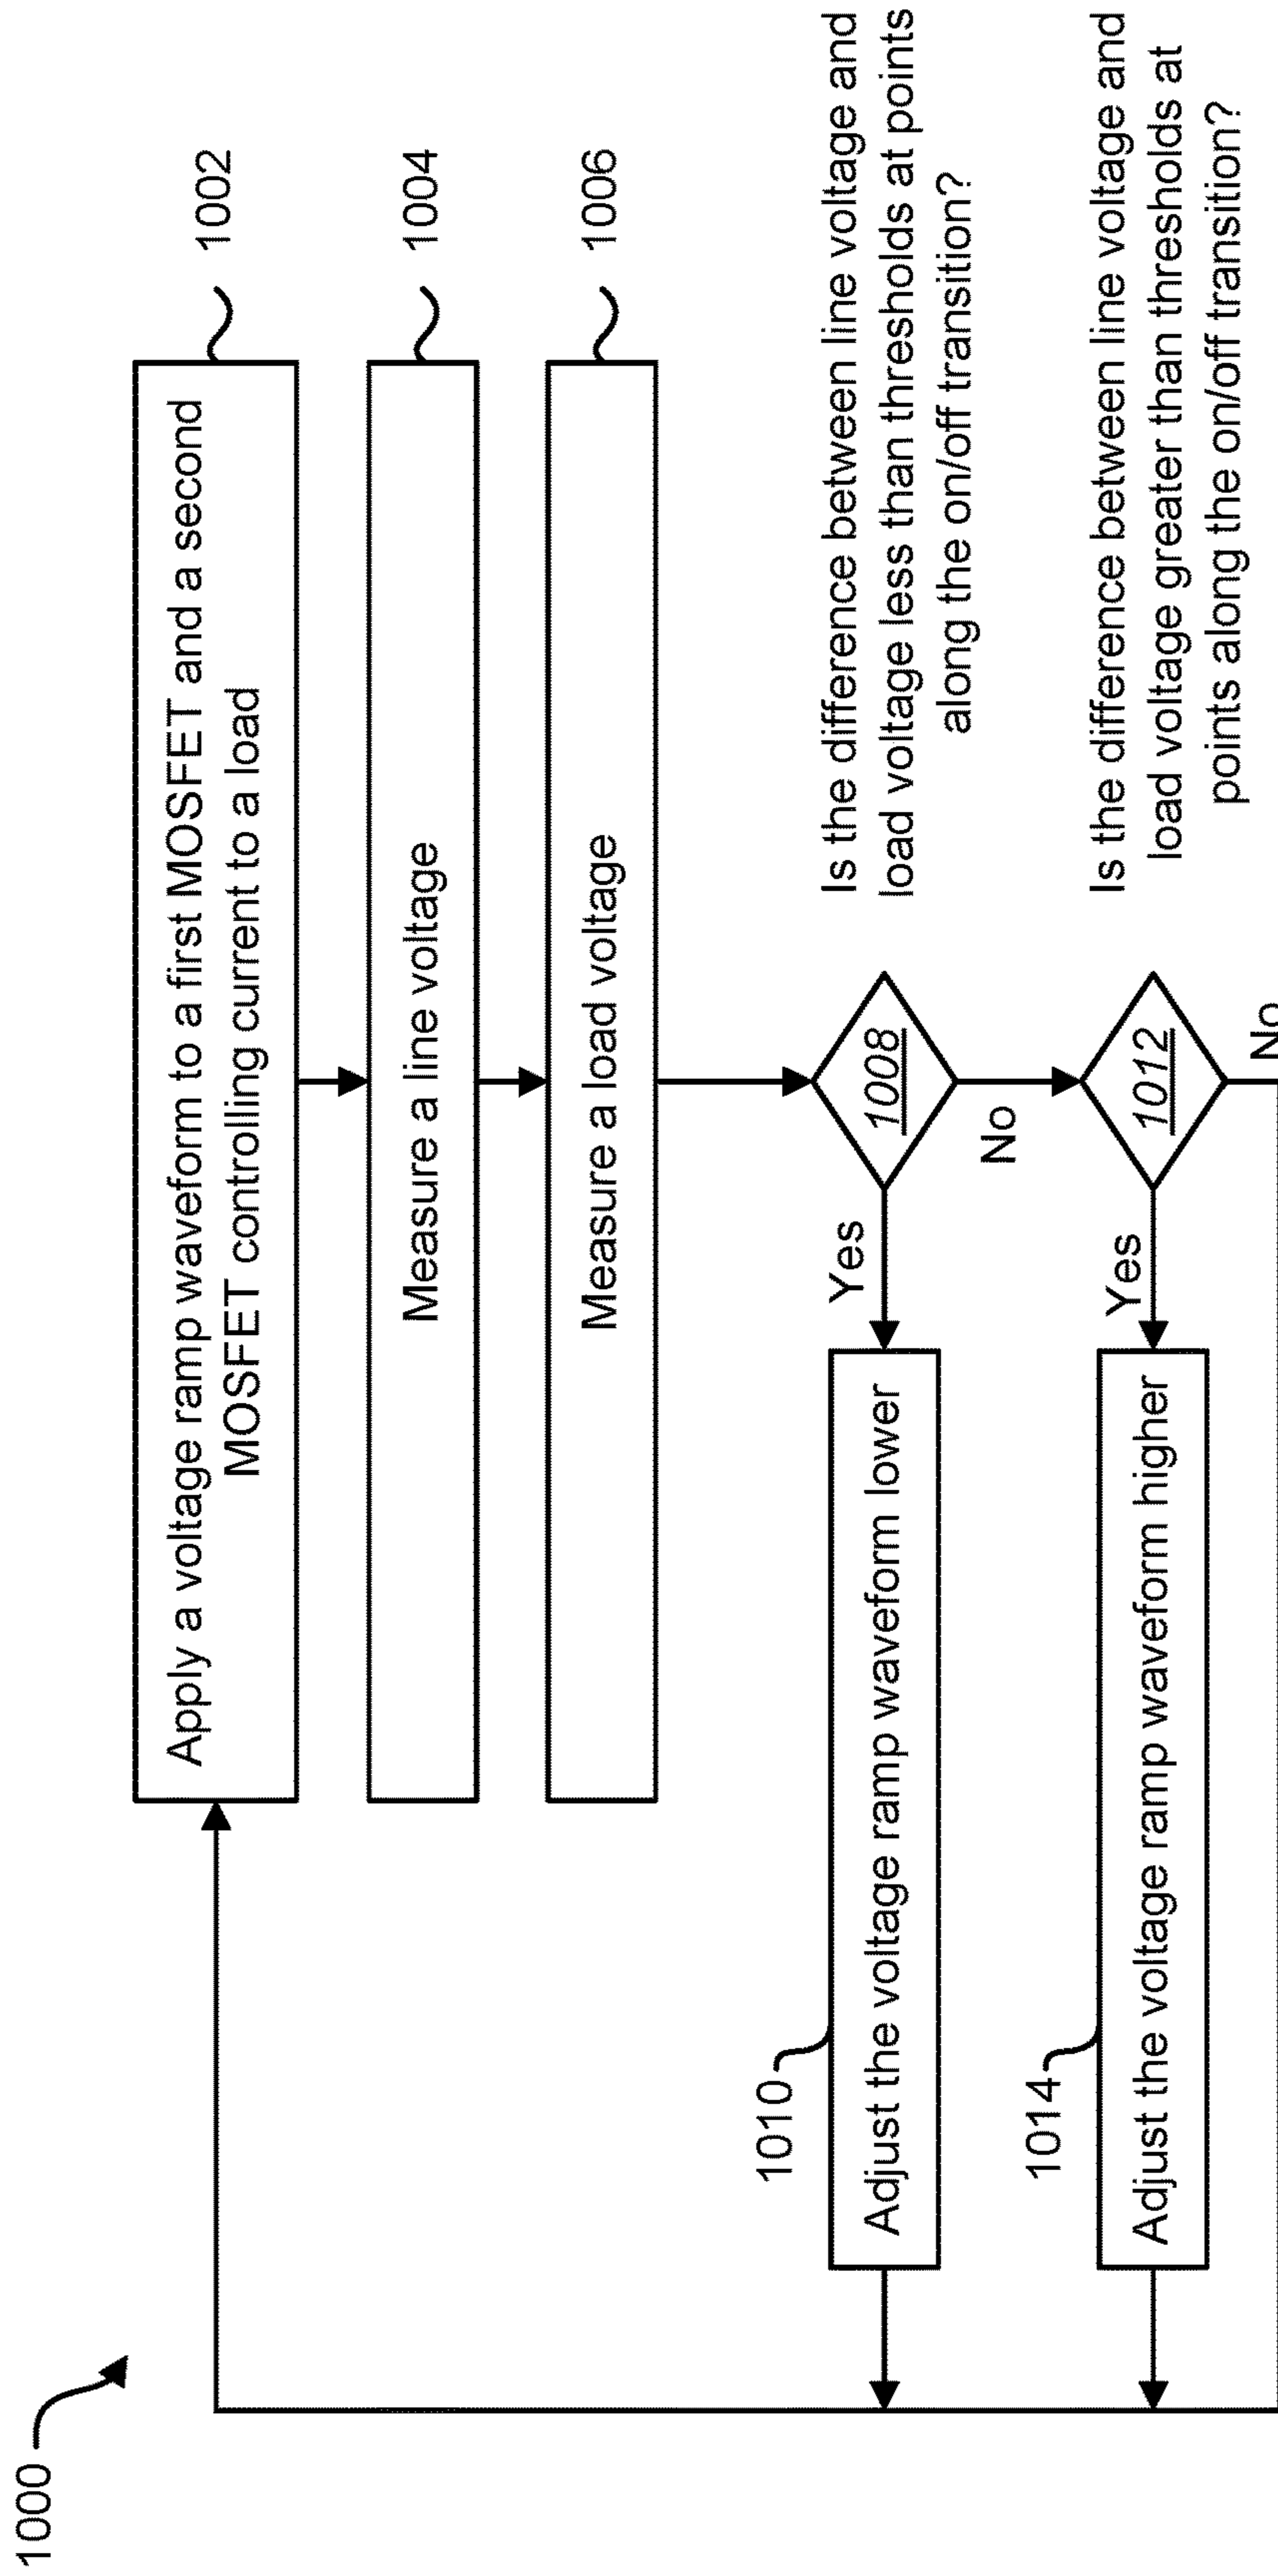 1000
Apply a voltage ramp waveform to a first MOSFET and a second
MOSFET controlling current to a load
1002
Measure a line voltage
1004
Measure a load voltage
1006
Is the difference between line voltage and
load voltage less than thresholds at points
along the on/off transition?
1008
Yes
No
1010
Adjust the voltage ramp waveform lower
Is the difference between line voltage and
load voltage greater than thresholds at
points along the on/off transition?
1012
Yes
No
1014
Adjust the voltage ramp waveform higher